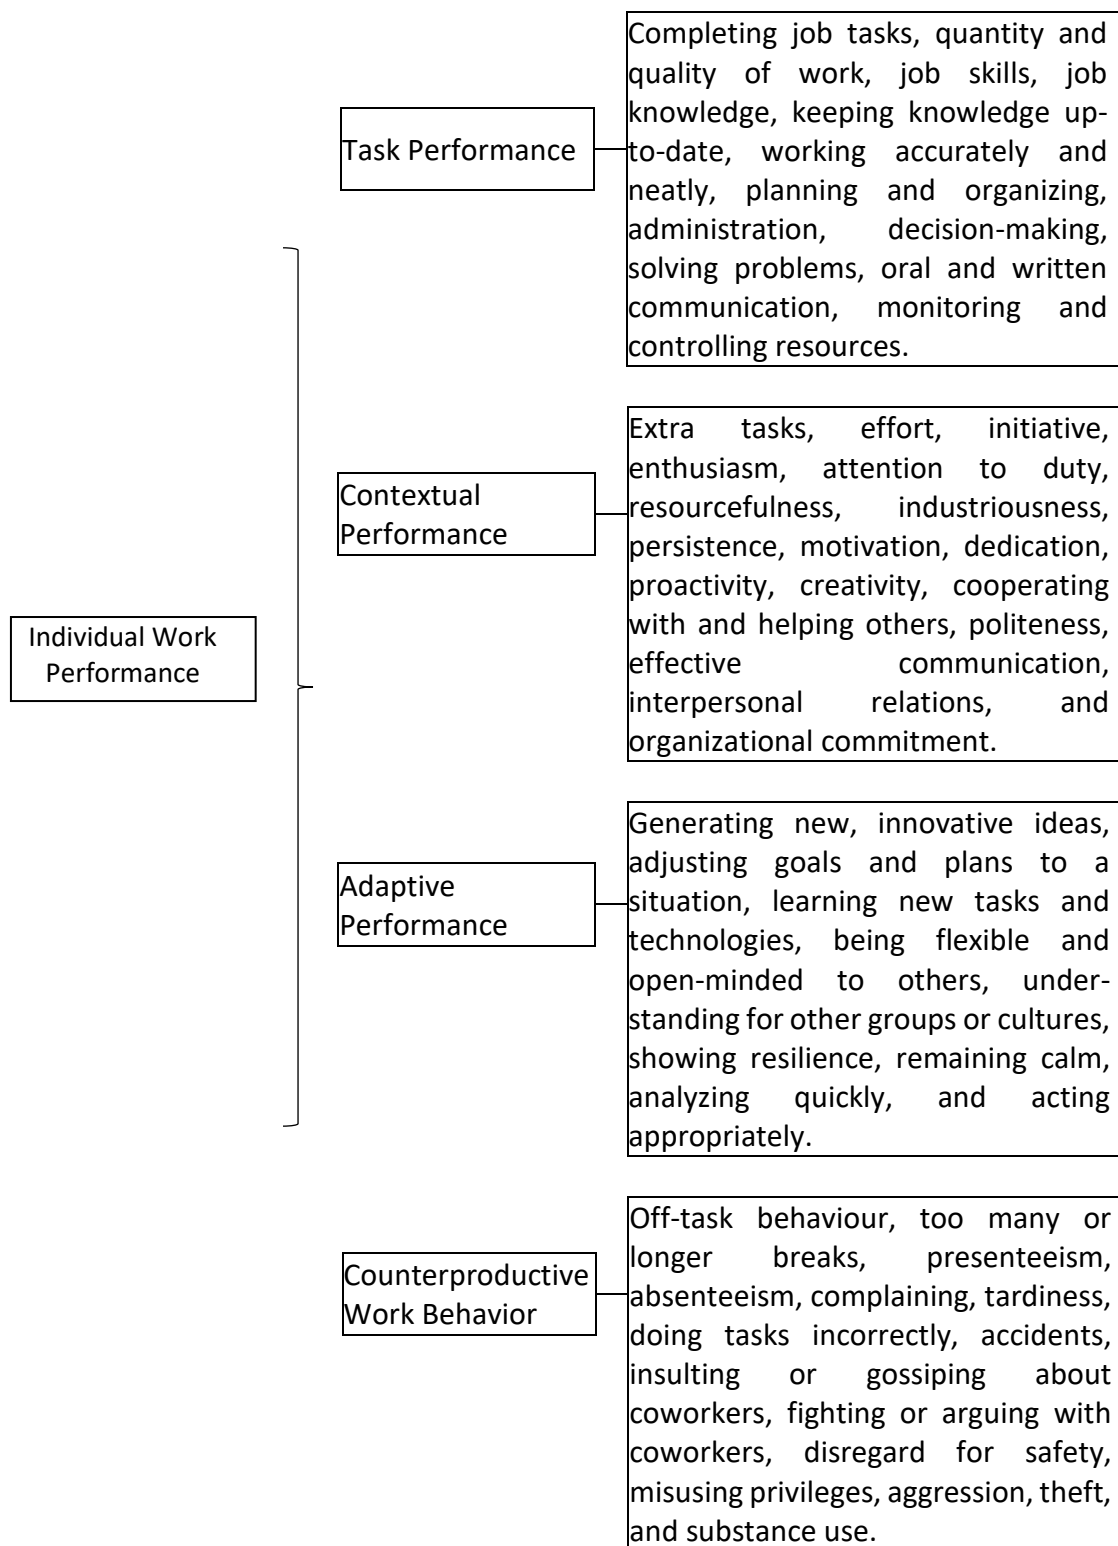 Individual Work
Performance
Task Performance
Completing job tasks, quantity and
quality of work, job skills, job
knowledge, keeping knowledge up-
to-date, working accurately and
neatly, planning and organizing,
administration, decision-making,
solving problems, oral and written
communication, monitoring and
controlling resources.
Contextual
Performance
Extra tasks, effort, initiative,
enthusiasm, attention to duty,
resourcefulness, industriousness,
persistence, motivation, dedication,
proactivity, creativity, cooperating
with and helping others, politeness,
effective communication,
interpersonal relations, and
organizational commitment.
Adaptive
Performance
Generating new, innovative ideas,
adjusting goals and plans to a
situation, learning new tasks and
technologies, being flexible and
open-minded to others, under-
standing for other groups or cultures,
showing resilience, remaining calm,
analyzing quickly, and acting
appropriately.
Counterproductive
Work Behavior
Off-task behaviour, too many or
longer breaks, presenteeism,
absenteeism, complaining, tardiness,
doing tasks incorrectly, accidents,
insulting or gossiping about
coworkers, fighting or arguing with
coworkers, disregard for safety,
misusing privileges, aggression, theft,
and substance use.